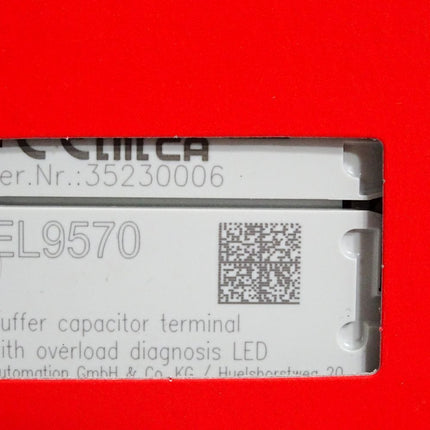 er.Nr.:35230006
EL9570
uffer capacitor terminal
ith overload diagnosis LED
utomation GmbH & Co. KG / Huelshorstweg 20